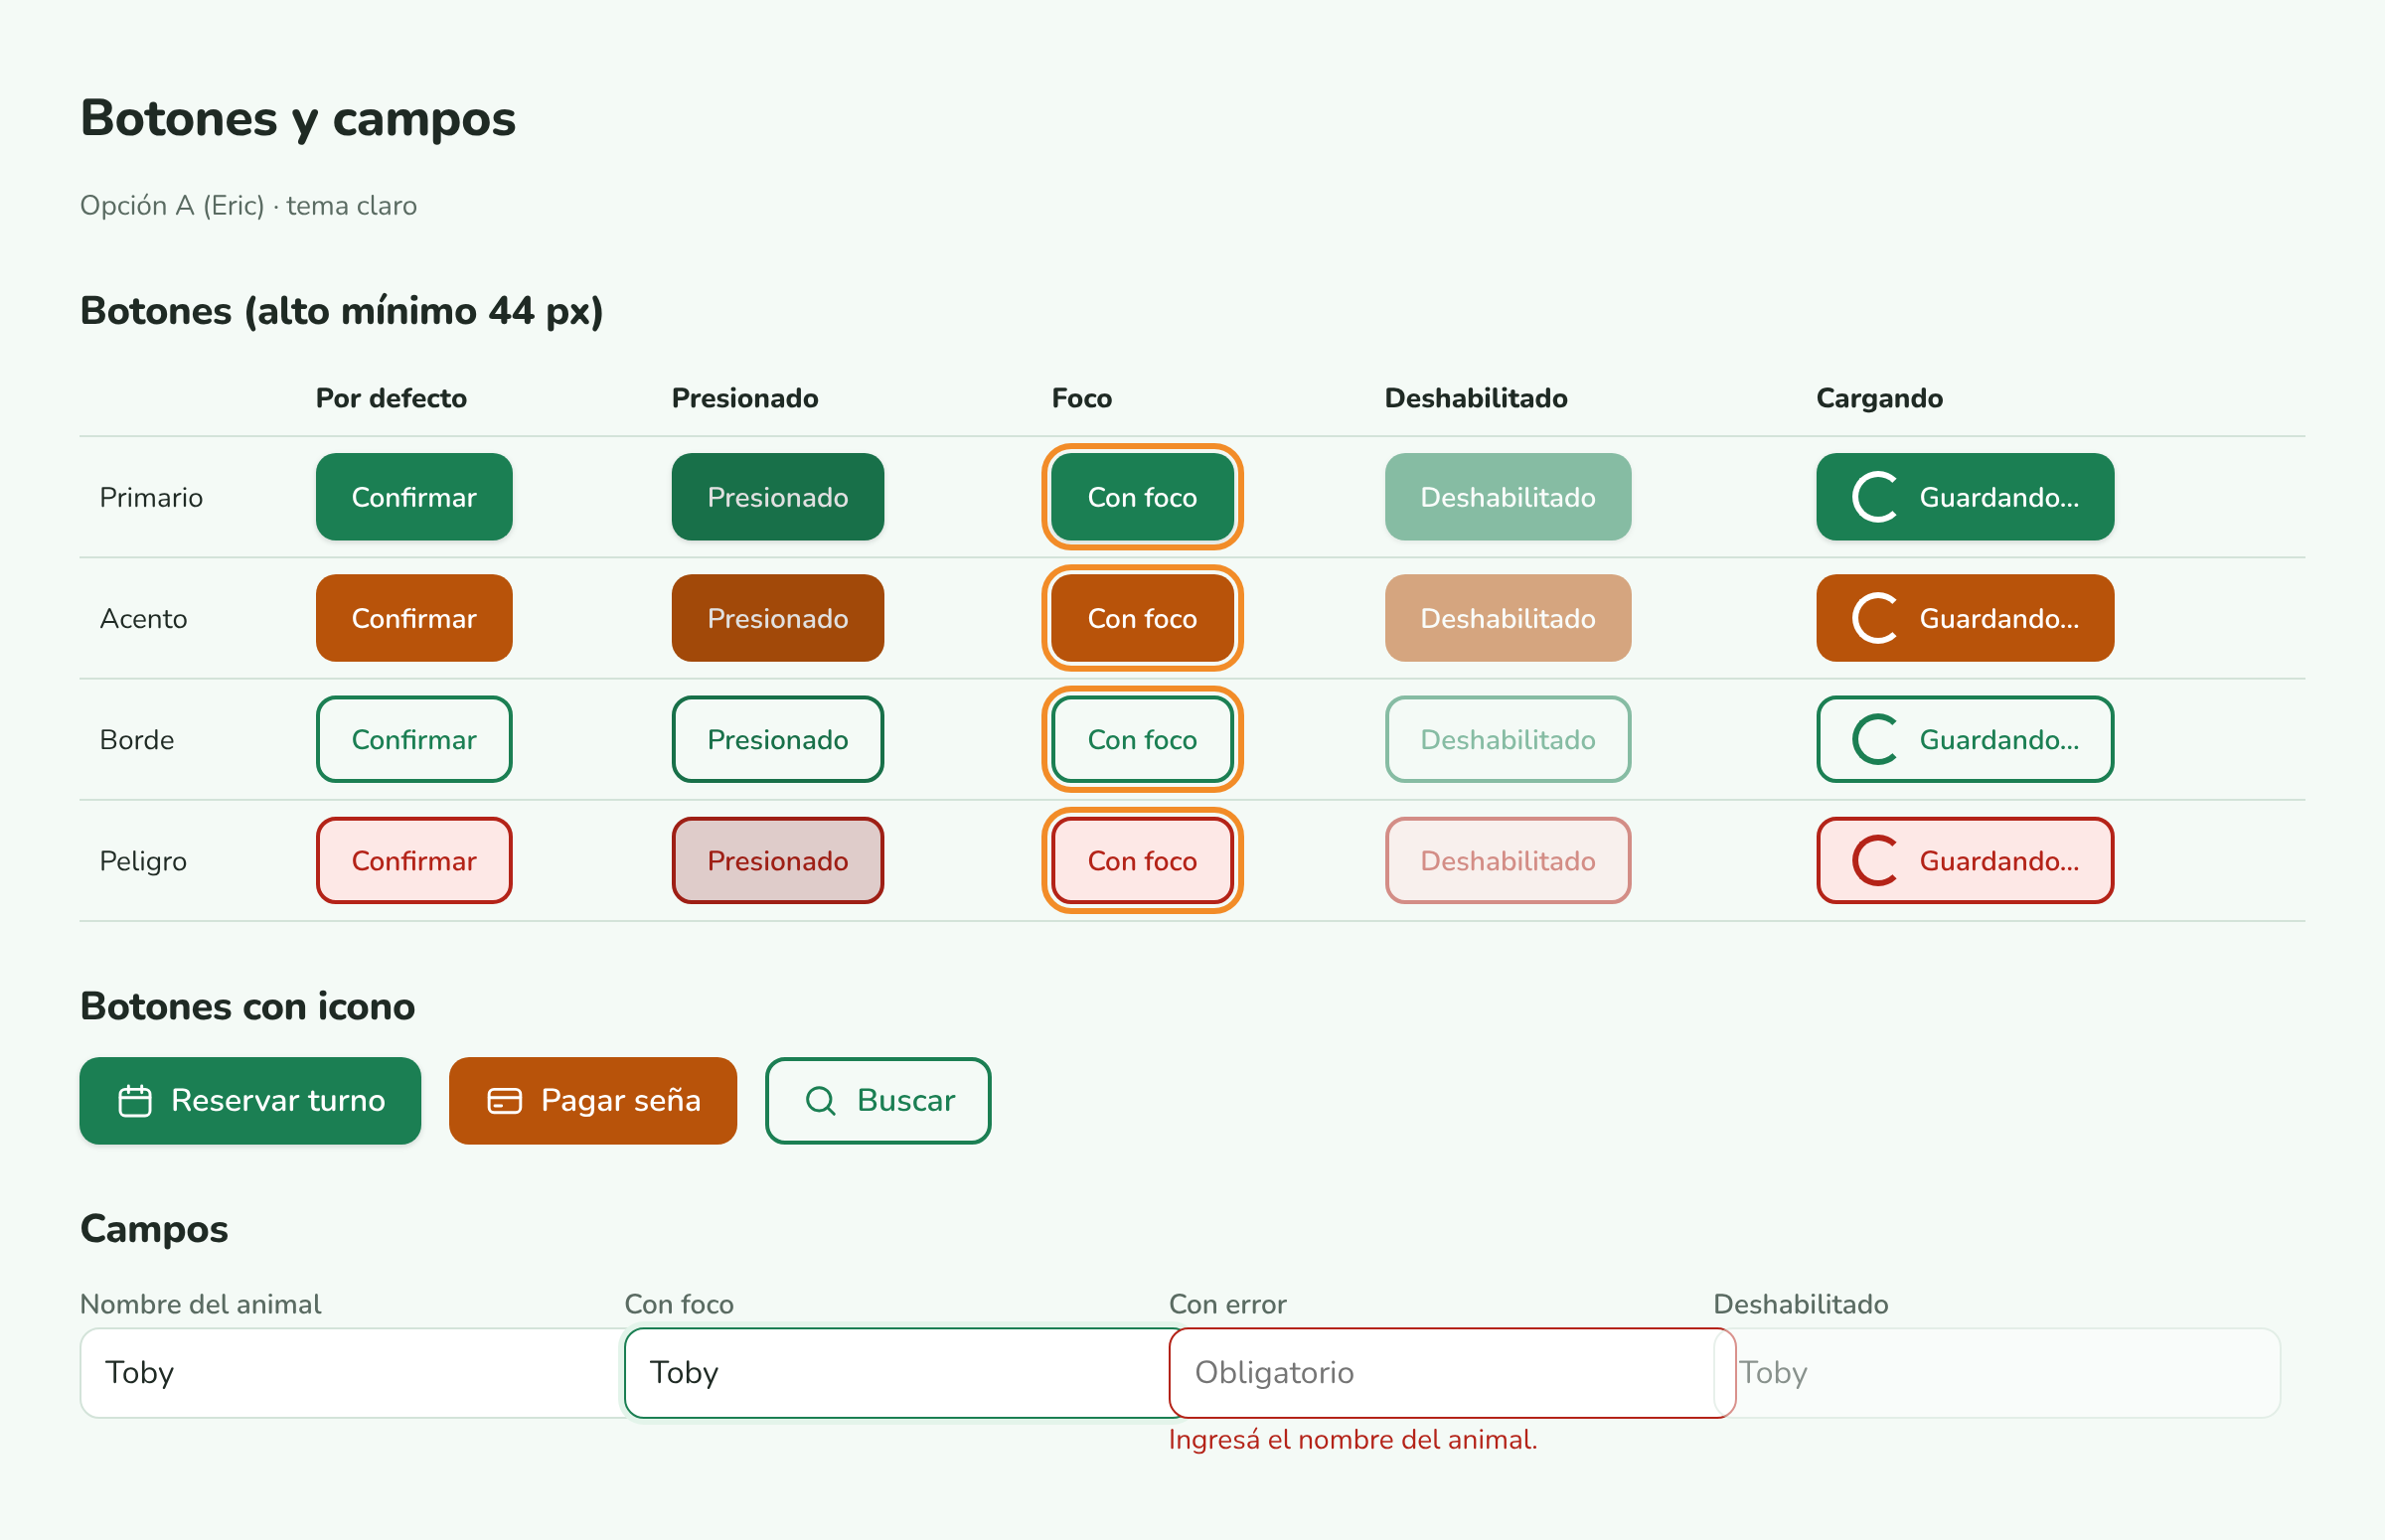 Botones y campos
Opción A (Eric) · tema claro
Botones (alto mínimo 44 px)
Por defecto Presionado Foco Deshabilitado Cargando
Primario Confirmar Presionado Con foco Deshabilitado Guardando...
Acento Confirmar Presionado Con foco Deshabilitado Guardando...
Borde Confirmar Presionado Con foco Deshabilitado Guardando...
Peligro Confirmar Presionado Con foco Deshabilitado Guardando...
Botones con icono
Reservar turno Pagar seña Buscar
Campos
Nombre del animal Con foco Con error Deshabilitado
Toby Toby Obligatorio Toby
Ingresá el nombre del animal.